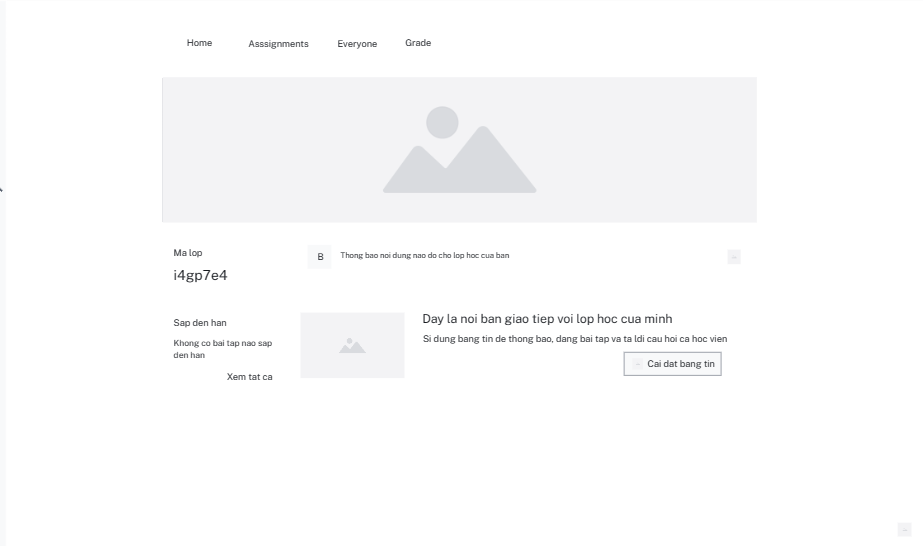 Home
Asssignments
Everyone
Grade
Ma lop
i4gp7e4
B
Thong bao noi dung nao do cho lop hoc cua ban
Sap den han
Khong co bai tap nao sap
den han
Xem tat ca
Day la noi ban giao tiep voi lop hoc cua minh
Si dung bang tin de thong bao, dang bai tap va ta ldi cau hoi ca hoc vien
Cai dat bang tin